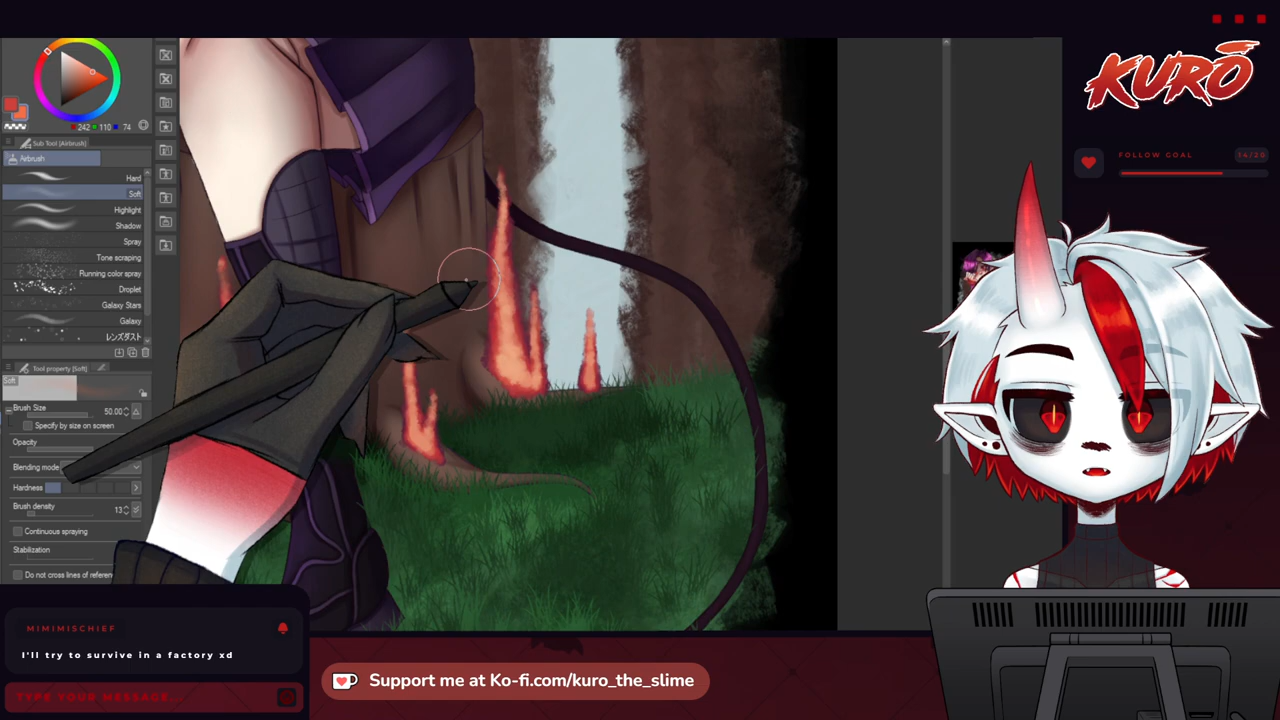 KURO
FOLLOW GOAL
14/20
242 110 74
Sub Tool [Airbrush]
Airbrush
Hard
Soft
Highlight
Shadow
Spray
Tone scraping
Running color spray
Droplet
Galaxy Stars
Galaxy
レンズダスト
Tool property [Soft]
Soft
Brush Size
50.00
Specify by size on screen
Opacity
Blending mode
Hardness
Brush density
13
Continuous spraying
Stabilization
Do not cross lines of referen
MIMIMISCHIEF
I'll try to survive in a factory xd
TYPE YOUR MESSAGE...
Support me at Ko-fi.com/kuro_the_slime